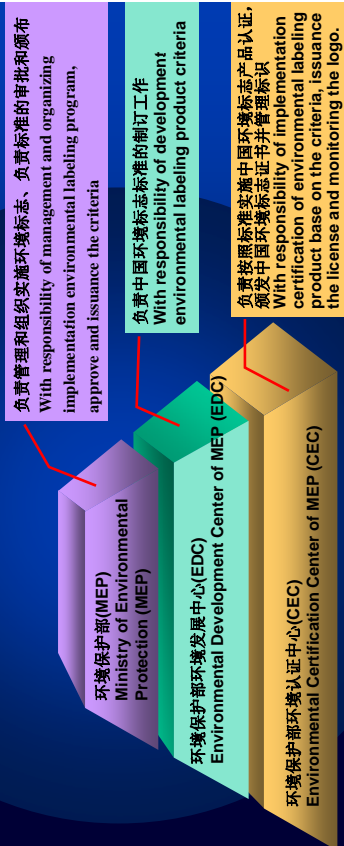 负责管理和组织实施环境标志、负责标准的审批和颁布
With responsibility of management and organizing
implementation environmental labeling program,
approve and issuance the criteria
环境保护部(MEP)
Ministry of Environmental
Protection (MEP)
负责中国环境标志标准的制订工作
With responsibility of development
environmental labeling product criteria
环境保护部环境发展中心(EDC)
Environmental Development Center of MEP (EDC)
负责按照标准实施中国环境标志产品认证,
颁发中国环境标志证书并管理标识
With responsibility of implementation
certification of environmental labeling
product base on the criteria, issuance
the license and monitoring the logo.
环境保护部环境认证中心(CEC)
Environmental Certification Center of MEP (CEC)